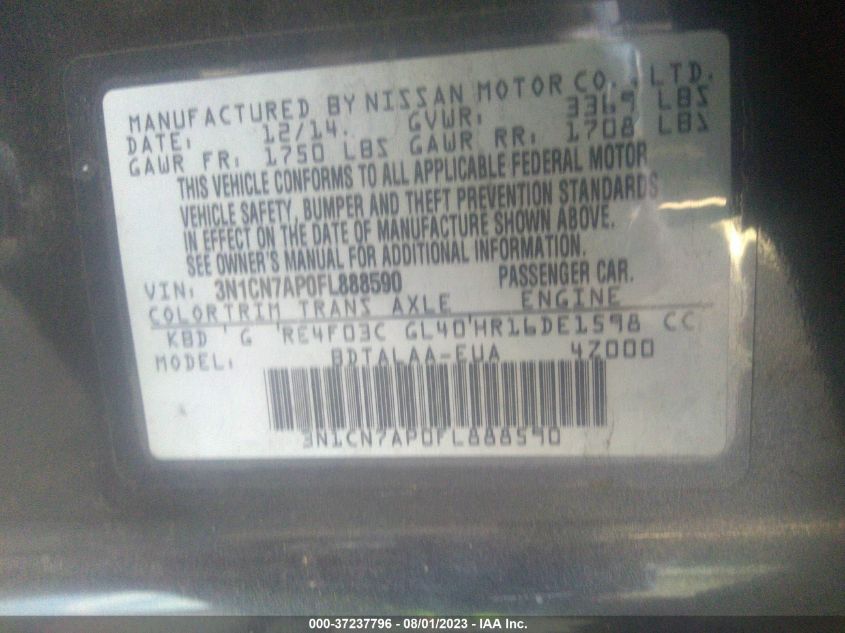 MANUFACTURED BY NISSAN MOTOR CO., LTD.
DATE: 12/14. GVWR: 3369 LBS
GAWR FR: 1750 LBS GAWR RR: 1708 LBS
THIS VEHICLE CONFORMS TO ALL APPLICABLE FEDERAL MOTOR
VEHICLE SAFETY, BUMPER AND THEFT PREVENTION STANDARDS
IN EFFECT ON THE DATE OF MANUFACTURE SHOWN ABOVE.
SEE OWNER'S MANUAL FOR ADDITIONAL INFORMATION.
VIN: 3N1CN7AP0FL888590 PASSENGER CAR.
COLOR TRIM TRANS AXLE ENGINE
KBD ' G 'RE4F03C GL40'HR16DE1598 CC
MODEL: BDTALAA-EUA 4Z000
3N1CN7AP0FL888590
000-37237796 - 08/01/2023 - IAA Inc.